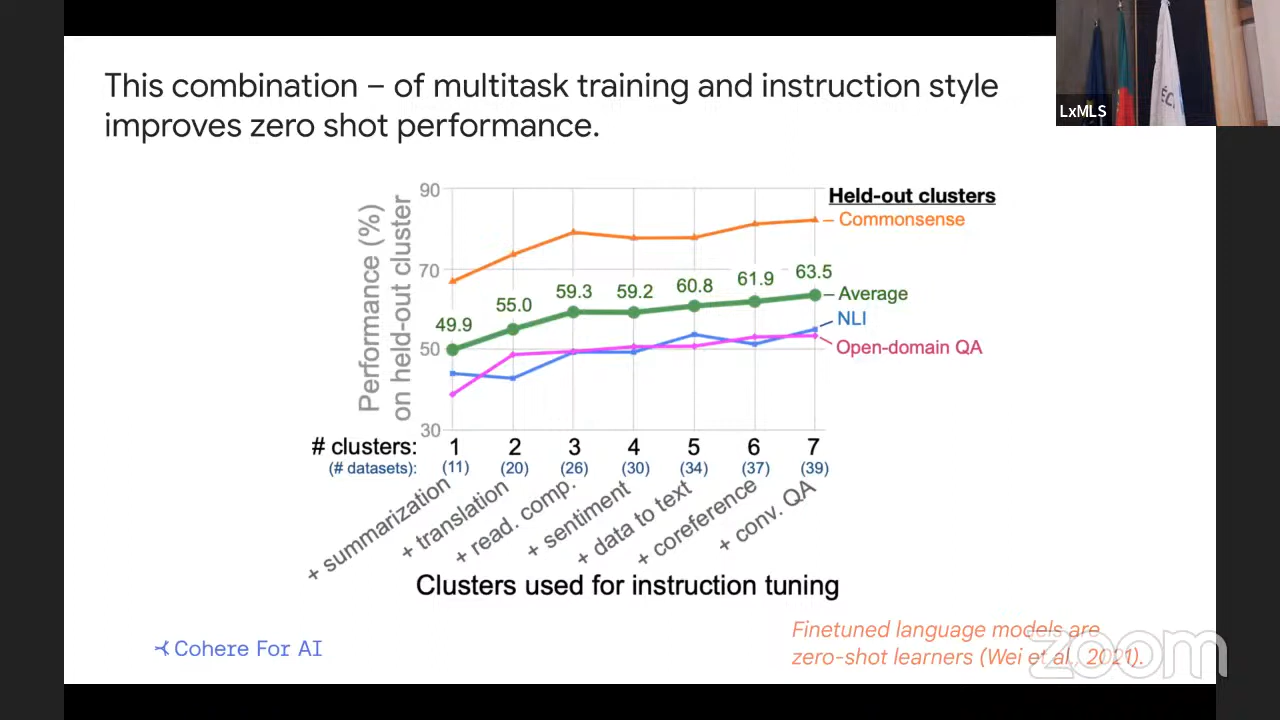 This combination – of multitask training and instruction style
improves zero shot performance.
LxMLS
Performance (%)
on held-out cluster
90
70
50
30
49.9
55.0
59.3
59.2
60.8
61.9
63.5
Held-out clusters
Commonsense
Average
NLI
Open-domain QA
# clusters: 1 2 3 4 5 6 7
(# datasets): (11) (20) (26) (30) (34) (37) (39)
+ summarization
+ translation
+ read. comp.
+ sentiment
+ data to text
+ coreference
+ conv. QA
Clusters used for instruction tuning
Cohere For AI
Finetuned language models are
zero-shot learners (Wei et al., 2021).
zoom